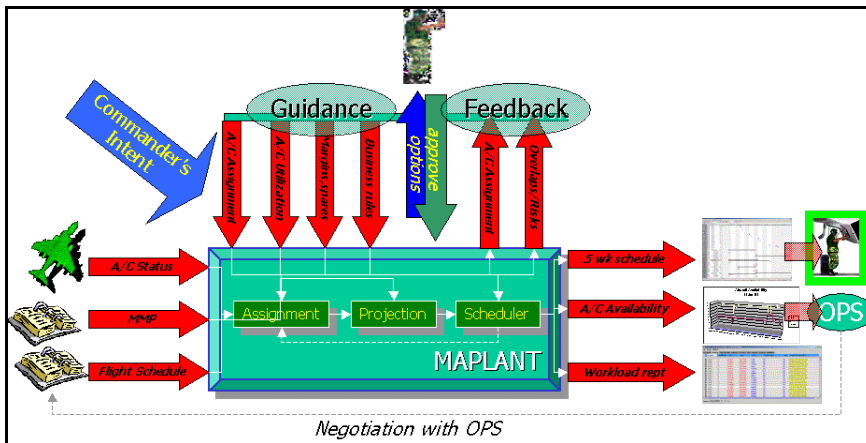 Guidance
Feedback
Commander's
Intent
A/C Assignment
A/C Utilization
Margins,spares
Business rules
options
approve
A/C Assignment
Overlaps/Risks
A/C Status
MMP
Flight Schedule
Assignment
Projection
Scheduler
MAPLANT
5 wk schedule
A/C Availability
Workload rept
OPS
Negotiation with OPS